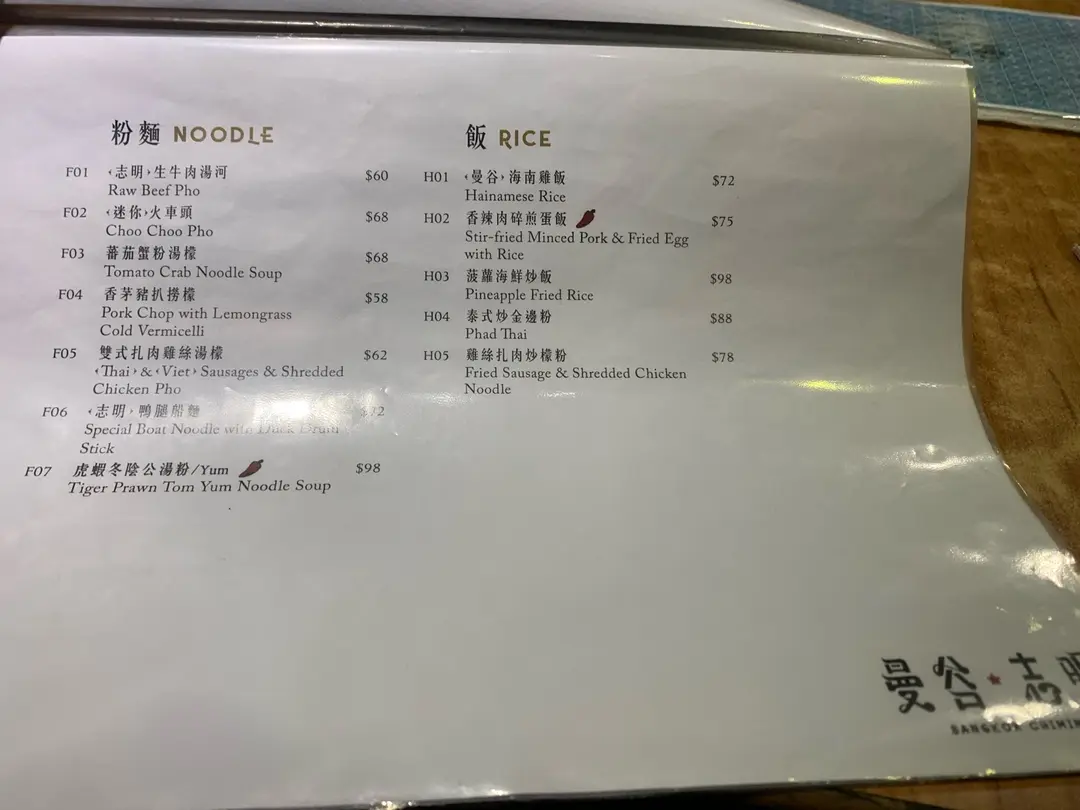 粉麵 NOODLE
F01 ‹志明›生牛肉湯河 $60
Raw Beef Pho
F02 ‹迷你›火車頭 $68
Choo Choo Pho
F03 蕃茄蟹粉湯檬 $68
Tomato Crab Noodle Soup
F04 香茅豬扒撈檬 $58
Pork Chop with Lemongrass
Cold Vermicelli
F05 雙式扎肉雞絲湯檬 $62
‹Thai› & ‹Viet› Sausages & Shredded
Chicken Pho
F06 ‹志明› 鴨腿船麵
Special Boat Noodle with Duck Drum
Stick
F07 虎蝦冬陰公湯粉/Yum $98
Tiger Prawn Tom Yum Noodle Soup
飯 RICE
H01 ‹曼谷›海南雞飯 $72
Hainamese Rice
H02 香辣肉碎煎蛋飯 $75
Stir-fried Minced Pork & Fried Egg
with Rice
H03 菠蘿海鮮炒飯 $98
Pineapple Fried Rice
H04 泰式炒金邊粉 $88
Phad Thai
H05 雞絲扎肉炒檬粉 $78
Fried Sausage & Shredded Chicken
Noodle
曼谷★志明
BANGKOK